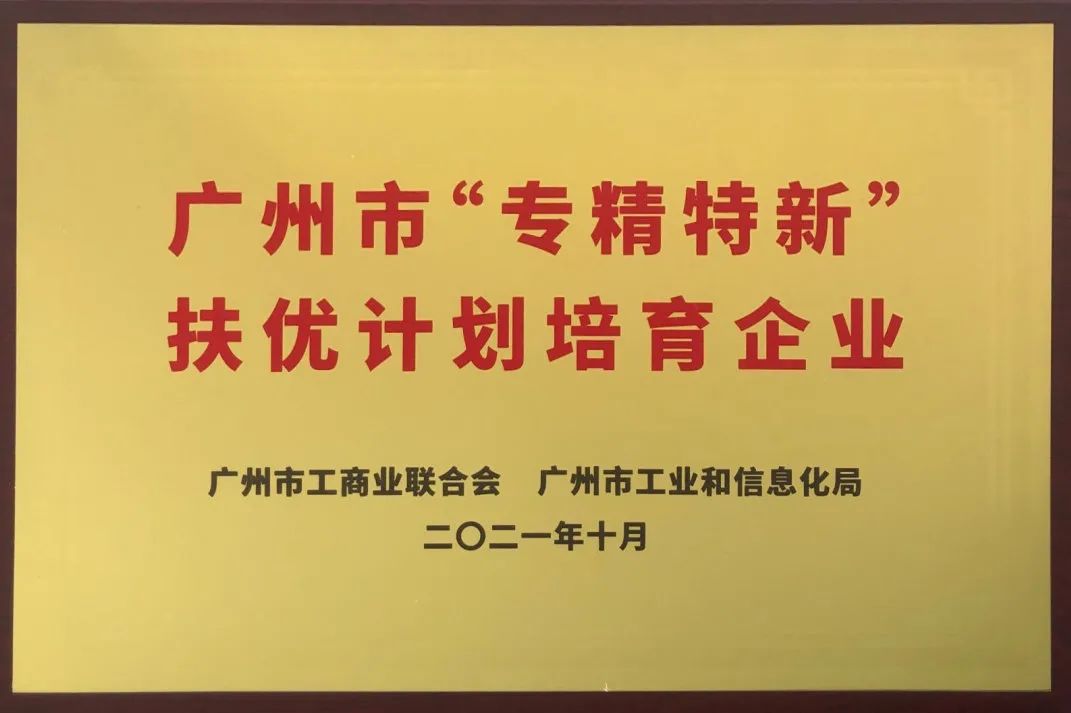 广州市“专精特新”
扶优计划培育企业
广州市工商业联合会 广州市工业和信息化局
二〇二一年十月